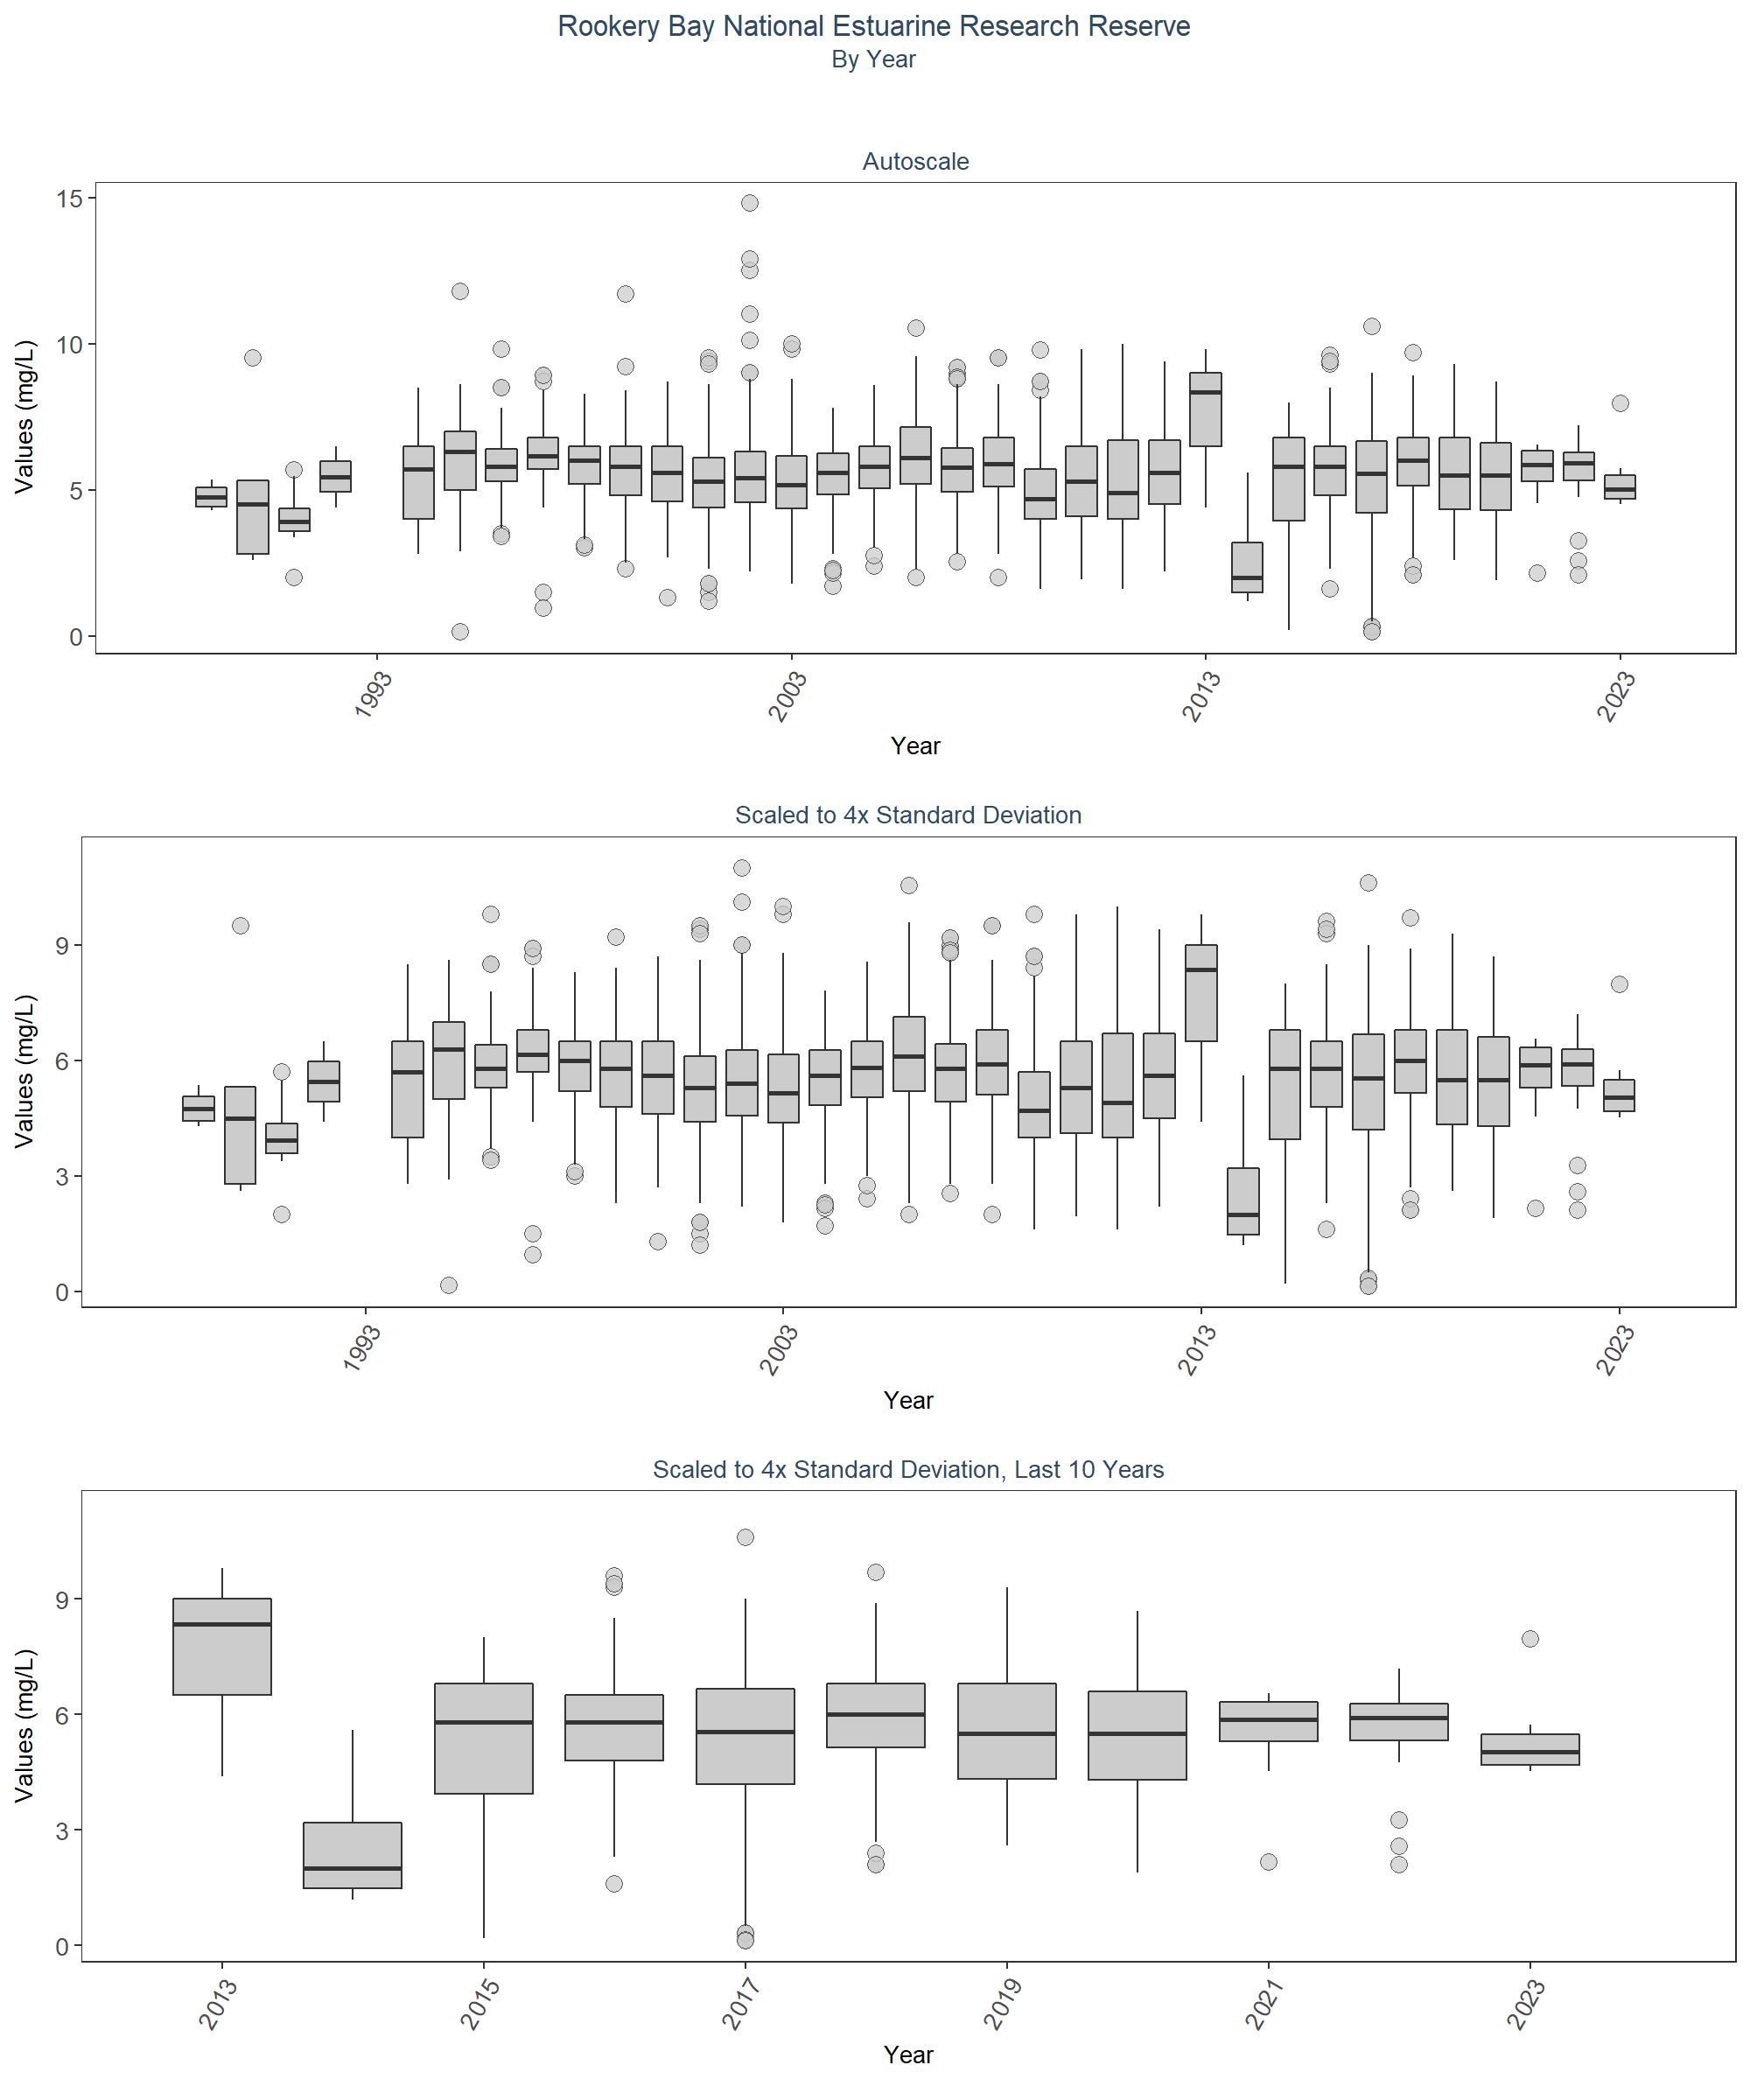 Rookery Bay National Estuarine Research Reserve
By Year
Autoscale
Values (mg/L)
15
10
5
0
1993
2003
2013
2023
Year
Scaled to 4x Standard Deviation
Values (mg/L)
9
6
3
0
1993
2003
2013
2023
Year
Scaled to 4x Standard Deviation, Last 10 Years
Values (mg/L)
9
6
3
0
2013
2015
2017
2019
2021
2023
Year